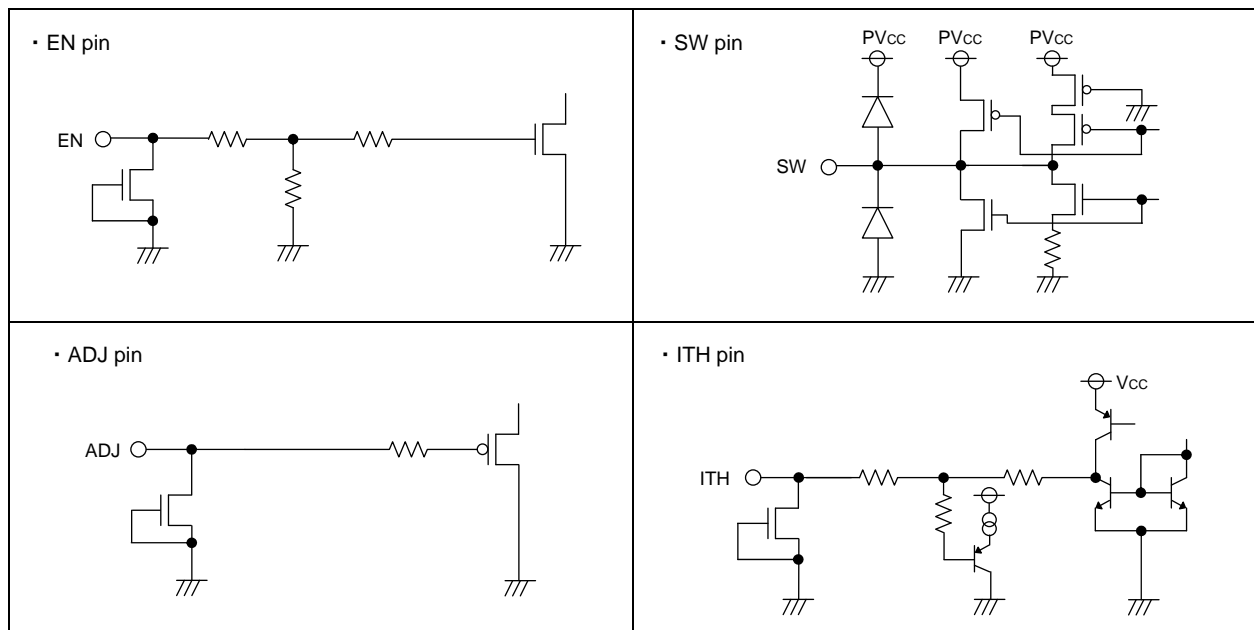 ・ EN pin
EN
・ SW pin
PVCC PVCC PVCC
SW
・ ADJ pin
ADJ
・ ITH pin
VCC
ITH